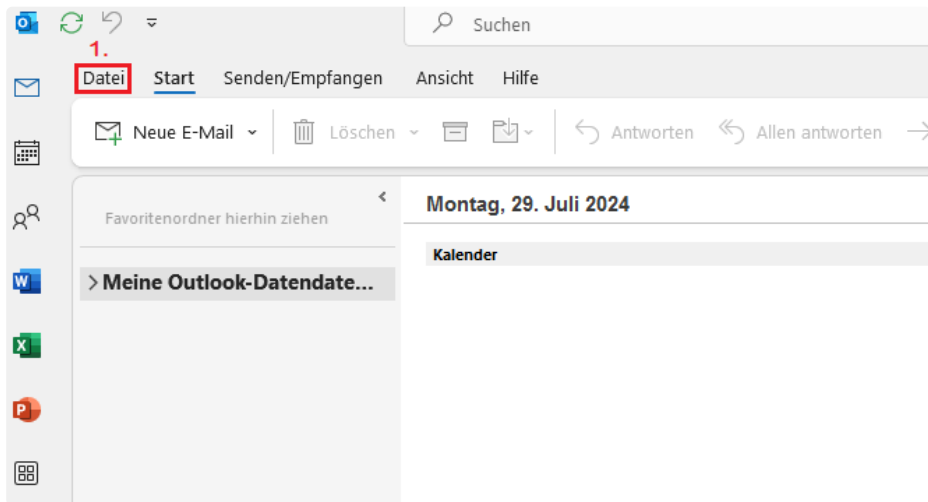 Suchen
1.
Datei Start Senden/Empfangen Ansicht Hilfe
Neue E-Mail Löschen Antworten Allen antworten
Favoritenordner hierhin ziehen
Montag, 29. Juli 2024
Kalender
Meine Outlook-Datendate...